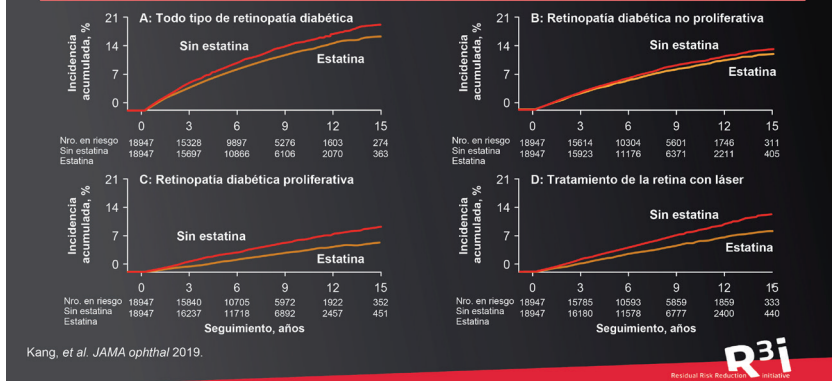 A: Todo tipo de retinopatía diabética
Incidencia acumulada, %
21
14
7
0
Sin estatina
Estatina
0 3 6 9 12 15
Nro. en riesgo
Sin estatina 18947 15328 9897 5276 1603 274
Estatina 18947 15697 10866 6106 2070 363
B: Retinopatía diabética no proliferativa
Incidencia acumulada, %
21
14
7
0
Sin estatina
Estatina
0 3 6 9 12 15
Nro. en riesgo
Sin estatina 18947 15614 10304 5601 1746 311
Estatina 18947 15923 11176 6371 2211 405
C: Retinopatía diabética proliferativa
Incidencia acumulada, %
21
14
7
0
Sin estatina
Estatina
0 3 6 9 12 15
Nro. en riesgo
Sin estatina 18947 15840 10705 5972 1922 352
Estatina 18947 16237 11718 6892 2457 451
Seguimiento, años
D: Tratamiento de la retina con láser
Incidencia acumulada, %
21
14
7
0
Sin estatina
Estatina
0 3 6 9 12 15
Nro. en riesgo
Sin estatina 18947 15785 10593 5859 1859 333
Estatina 18947 16180 11578 6777 2400 440
Seguimiento, años
Kang, et al. JAMA ophthal 2019.
R3i
Residual Risk Reduction initiative